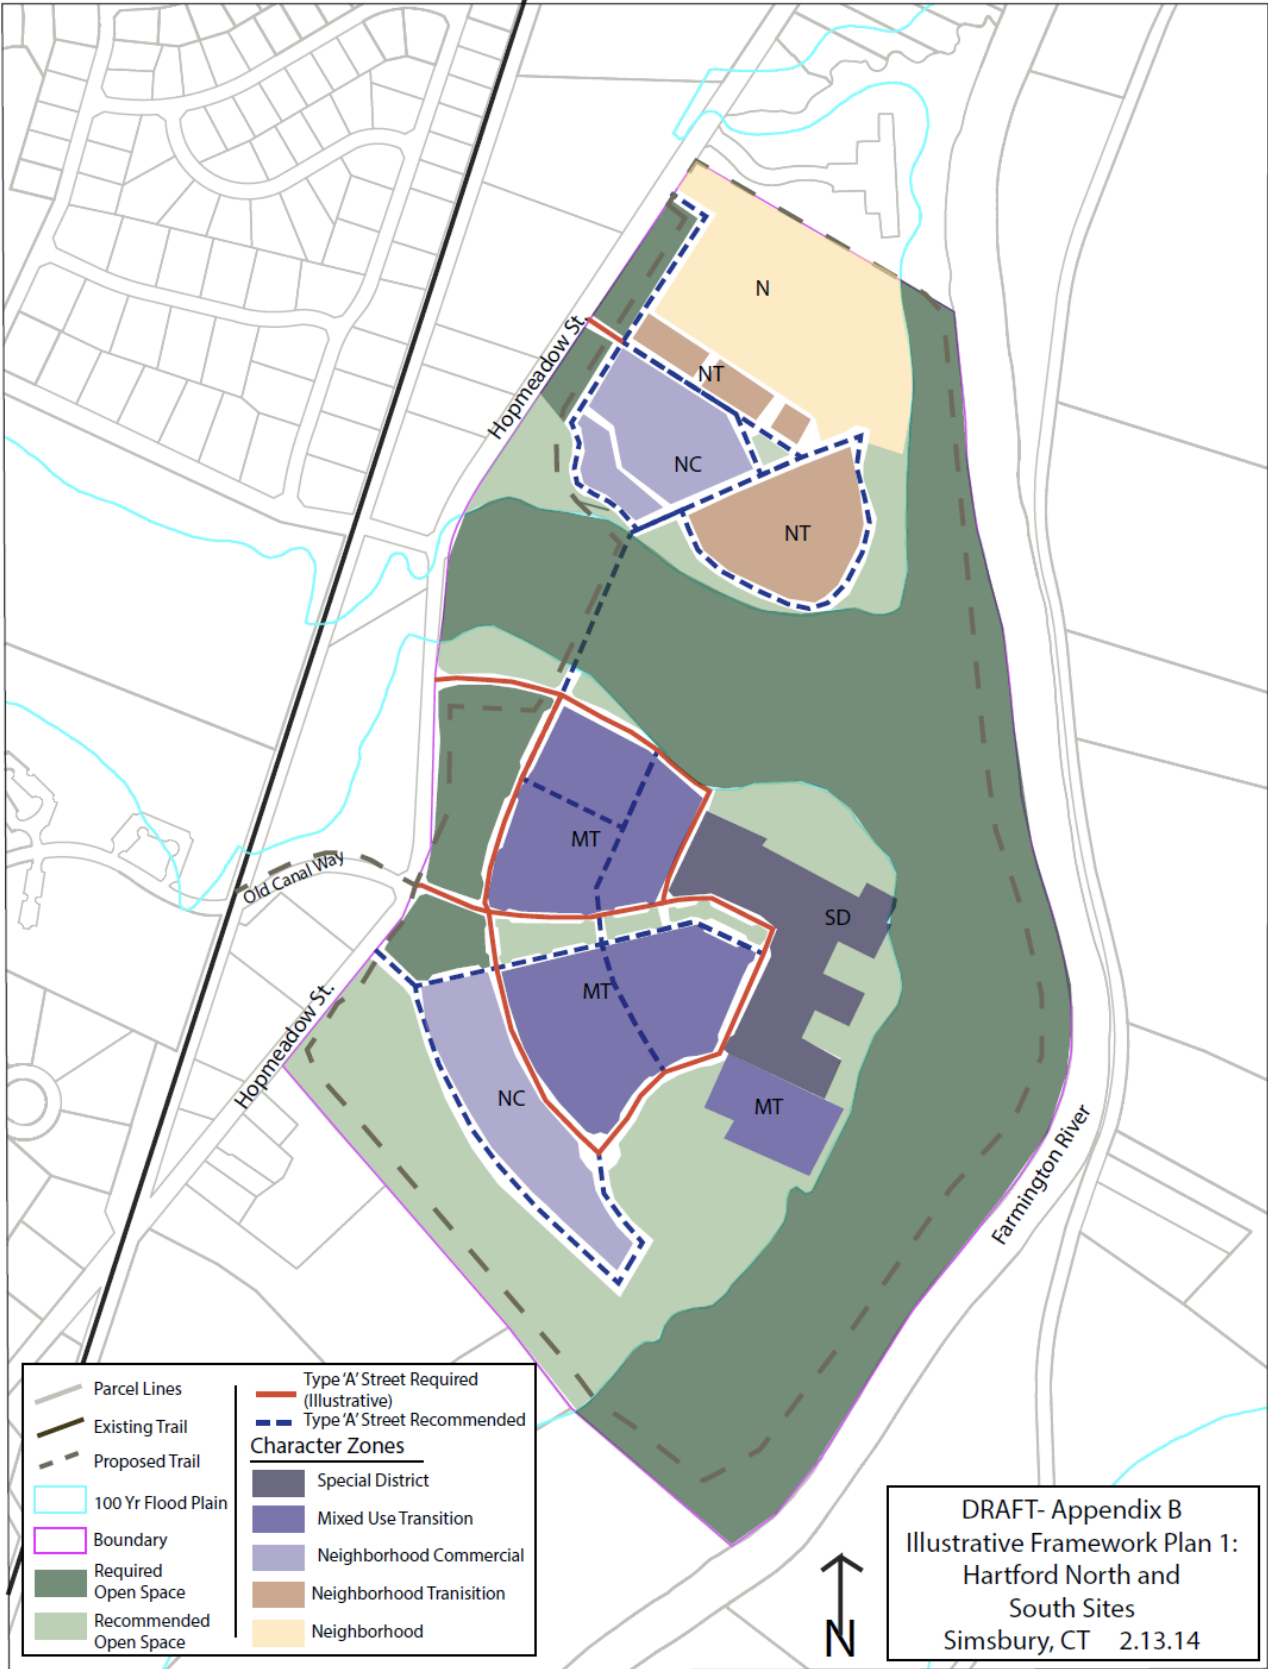 N
Hopmeadow St.
NT
NC
NT
MT
Old Canal Way
SD
MT
Hopmeadow St.
NC
MT
Farmington River
Parcel Lines
Existing Trail
Proposed Trail
100 Yr Flood Plain
Boundary
Required
Open Space
Recommended
Open Space
Type ‘A’ Street Required
(Illustrative)
Type ‘A’ Street Recommended
Character Zones
Special District
Mixed Use Transition
Neighborhood Commercial
Neighborhood Tranisition
Neighborhood
N
DRAFT- Appendix B
Illustrative Framework Plan 1:
Hartford North and
South Sites
Simsbury, CT 2.13.14